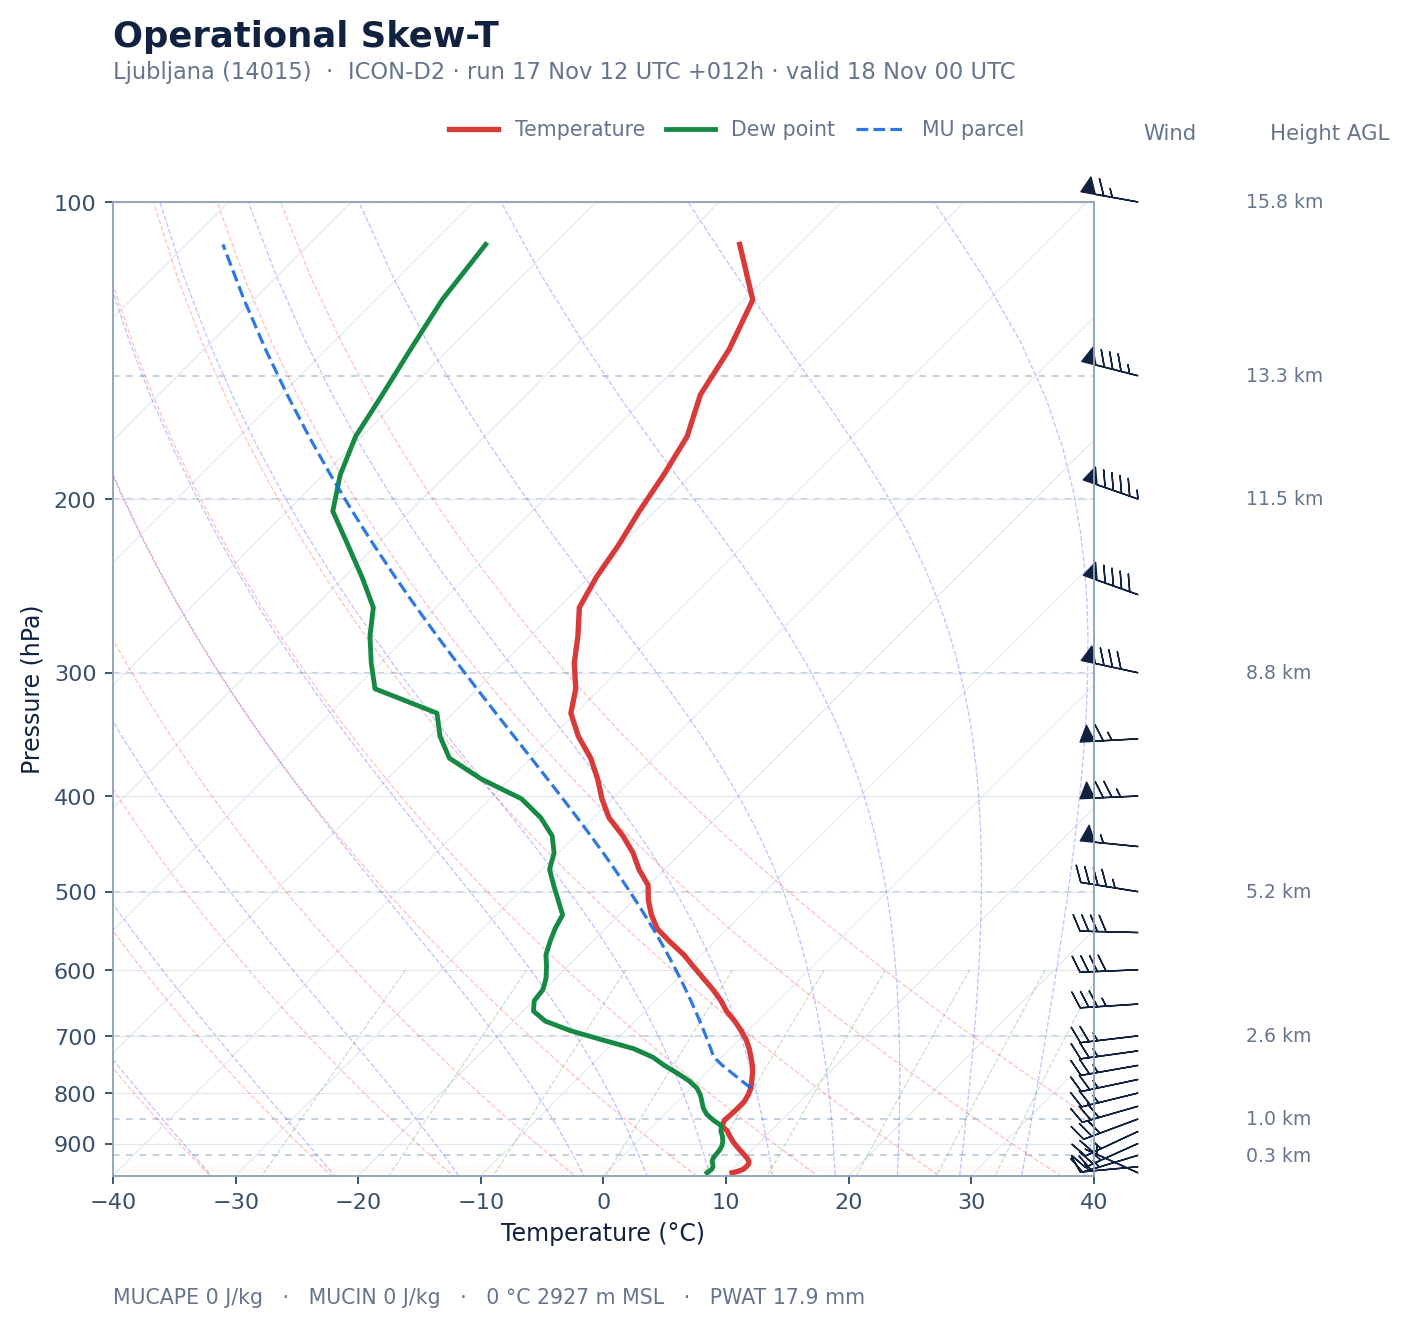 Operational Skew-T
Ljubljana (14015) · ICON-D2 · run 17 Nov 12 UTC +012h · valid 18 Nov 00 UTC
Temperature Dew point MU parcel Wind Height AGL
100 15.8 km
13.3 km
200 11.5 km
300 8.8 km
400
500 5.2 km
600
700 2.6 km
800
1.0 km
900
0.3 km
Pressure (hPa)
−40 −30 −20 −10 0 10 20 30 40
Temperature (°C)
MUCAPE 0 J/kg · MUCIN 0 J/kg · 0 °C 2927 m MSL · PWAT 17.9 mm